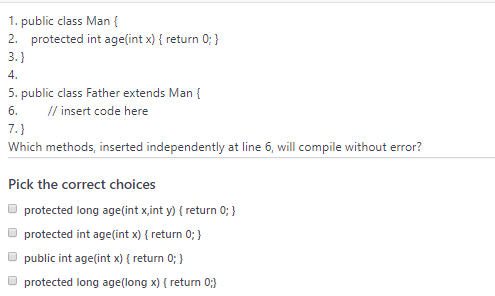 1. public class Man {
2. protected int age(int x) { return 0; }
3. }
4.
5. public class Father extends Man {
6. // insert code here
7. }
Which methods, inserted independently at line 6, will compile without error?
Pick the correct choices
protected long age(int x,int y) { return 0; }
protected int age(int x) { return 0; }
public int age(int x) { return 0; }
protected long age(long x) { return 0;}